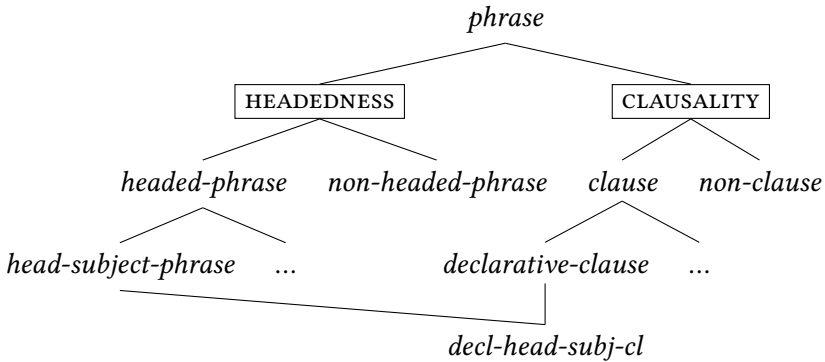 phrase
HEADEDNESS CLAUSALITY
headed-phrase non-headed-phrase clause non-clause
head-subject-phrase ... declarative-clause ...
decl-head-subj-cl